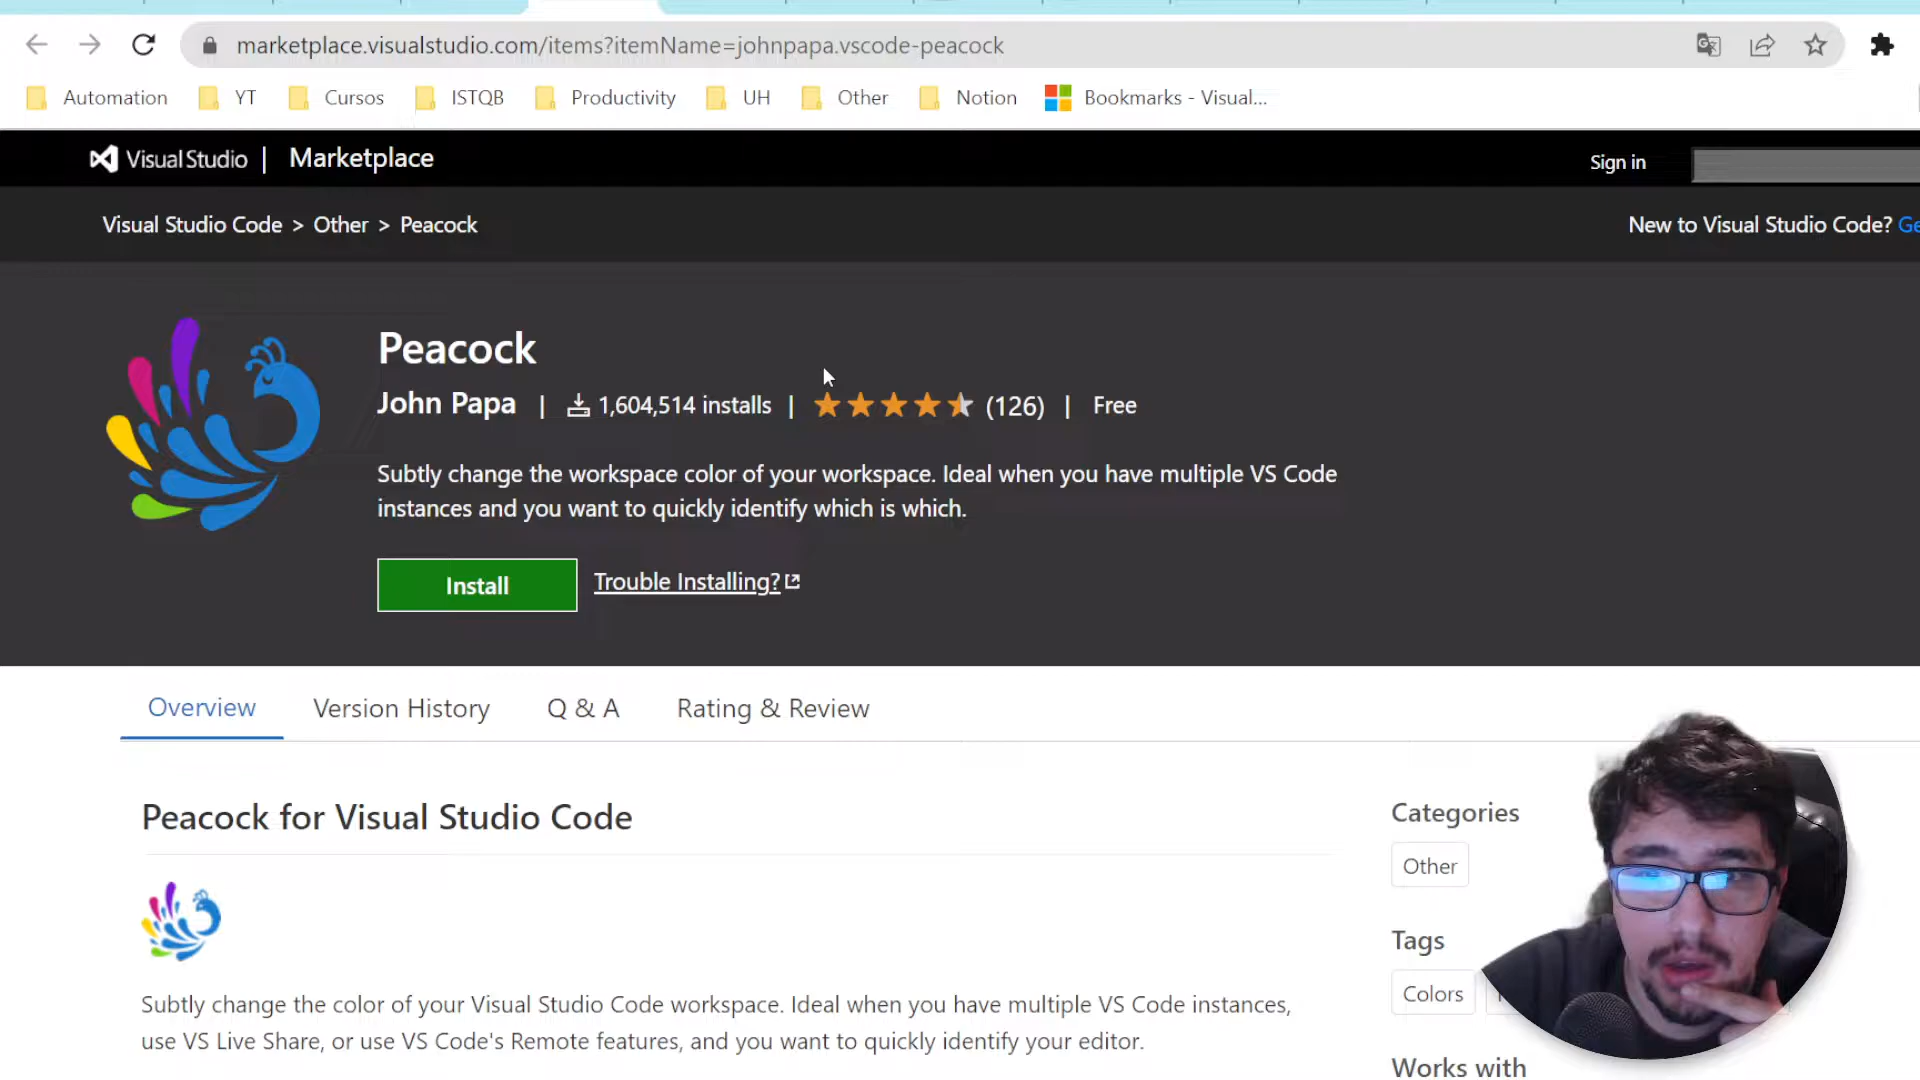 marketplace.visualstudio.com/items?itemName=johnpapa.vscode-peacock
Automation YT Cursos ISTQB Productivity UH Other Notion Bookmarks - Visual...
Visual Studio | Marketplace
Sign in
Visual Studio Code > Other > Peacock
New to Visual Studio Code? Ge
Peacock
John Papa | 1,604,514 installs | (126) | Free
Subtly change the workspace color of your workspace. Ideal when you have multiple VS Code
instances and you want to quickly identify which is which.
Install
Trouble Installing?
Overview Version History Q & A Rating & Review
Peacock for Visual Studio Code
Subtly change the color of your Visual Studio Code workspace. Ideal when you have multiple VS Code instances,
use VS Live Share, or use VS Code's Remote features, and you want to quickly identify your editor.
Categories
Other
Tags
Colors
Works with